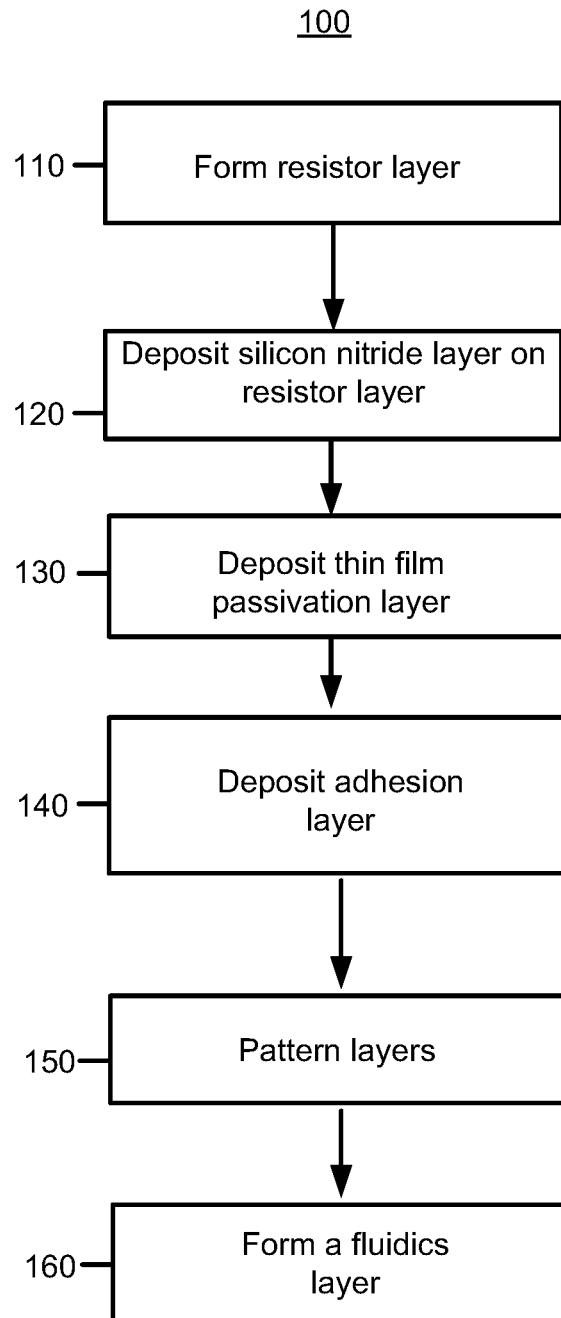 100
110
Form resistor layer
Deposit silicon nitride layer on
resistor layer
120
130
Deposit thin film
passivation layer
140
Deposit adhesion
layer
150
Pattern layers
160
Form a fluidics
layer